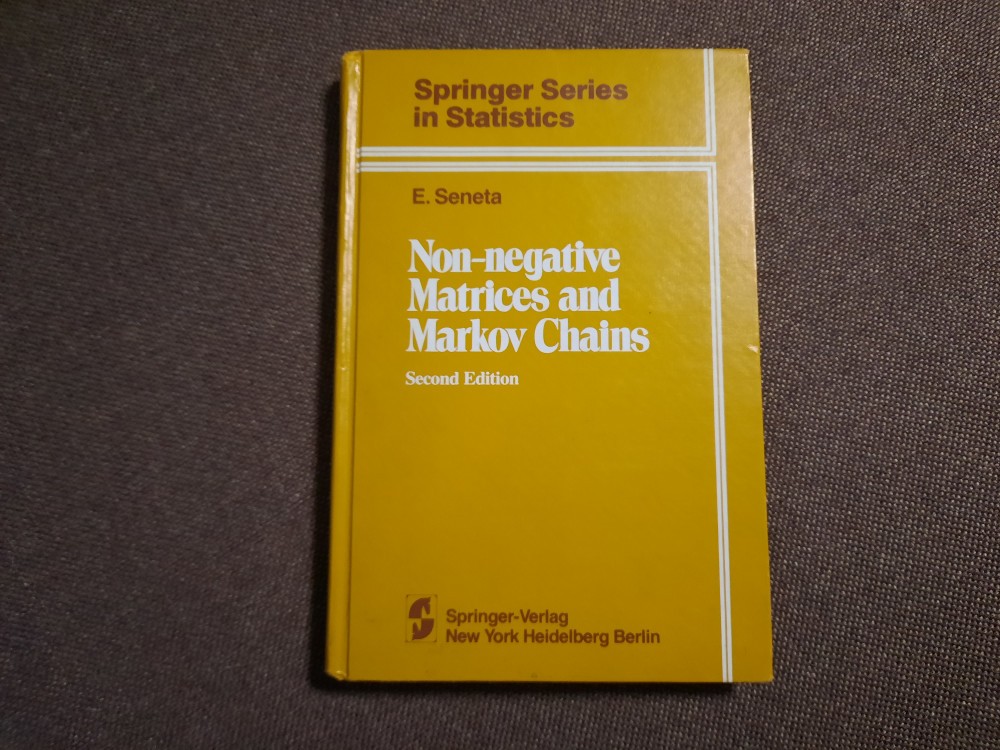 Springer Series
in Statistics
E. Seneta
Non-negative
Matrices and
Markov Chains
Second Edition
Springer-Verlag
New York Heidelberg Berlin